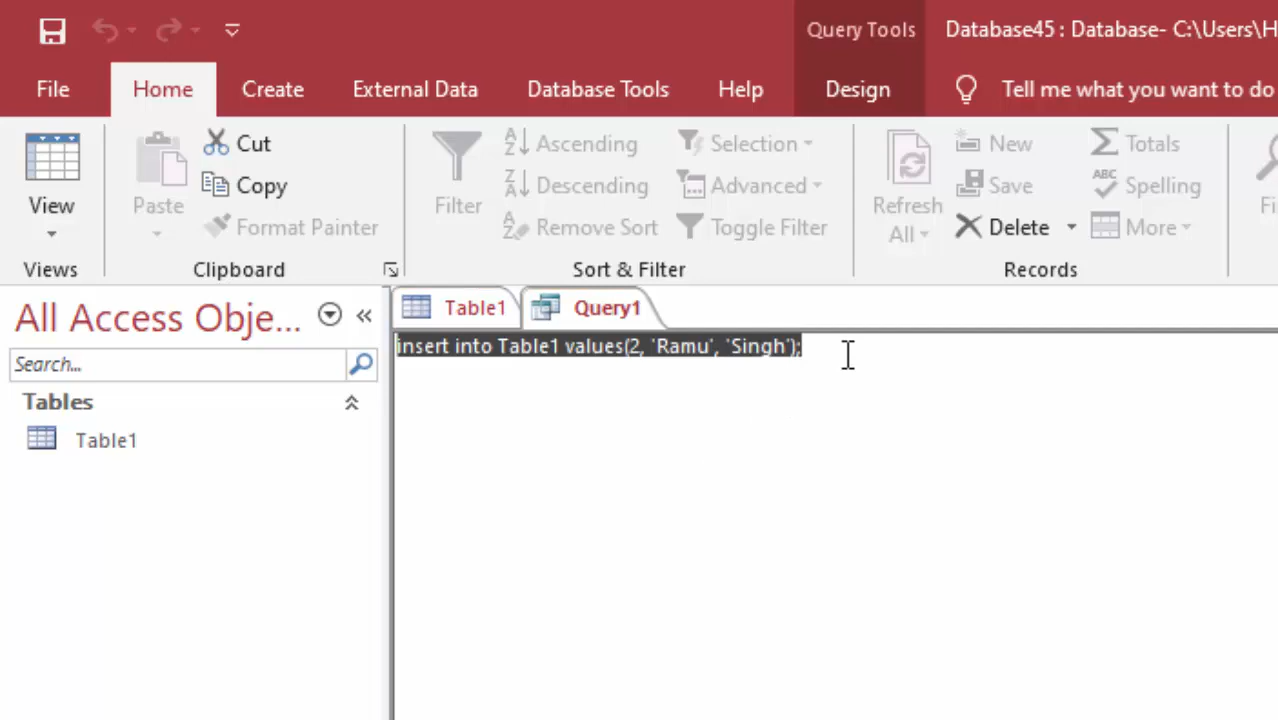 Query Tools
Database45 : Database- C:\Users\H
File
Home
Create
External Data
Database Tools
Help
Design
Tell me what you want to do
View
Paste
Cut
Copy
Format Painter
Filter
Ascending
Descending
Remove Sort
Selection
Advanced
Toggle Filter
Refresh
All
New
Save
Delete
Totals
Spelling
More
Fi
Views
Clipboard
Sort & Filter
Records
All Access Obje...
Search...
Tables
Table1
Table1
Query1
insert into Table1 values(2, 'Ramu', 'Singh');